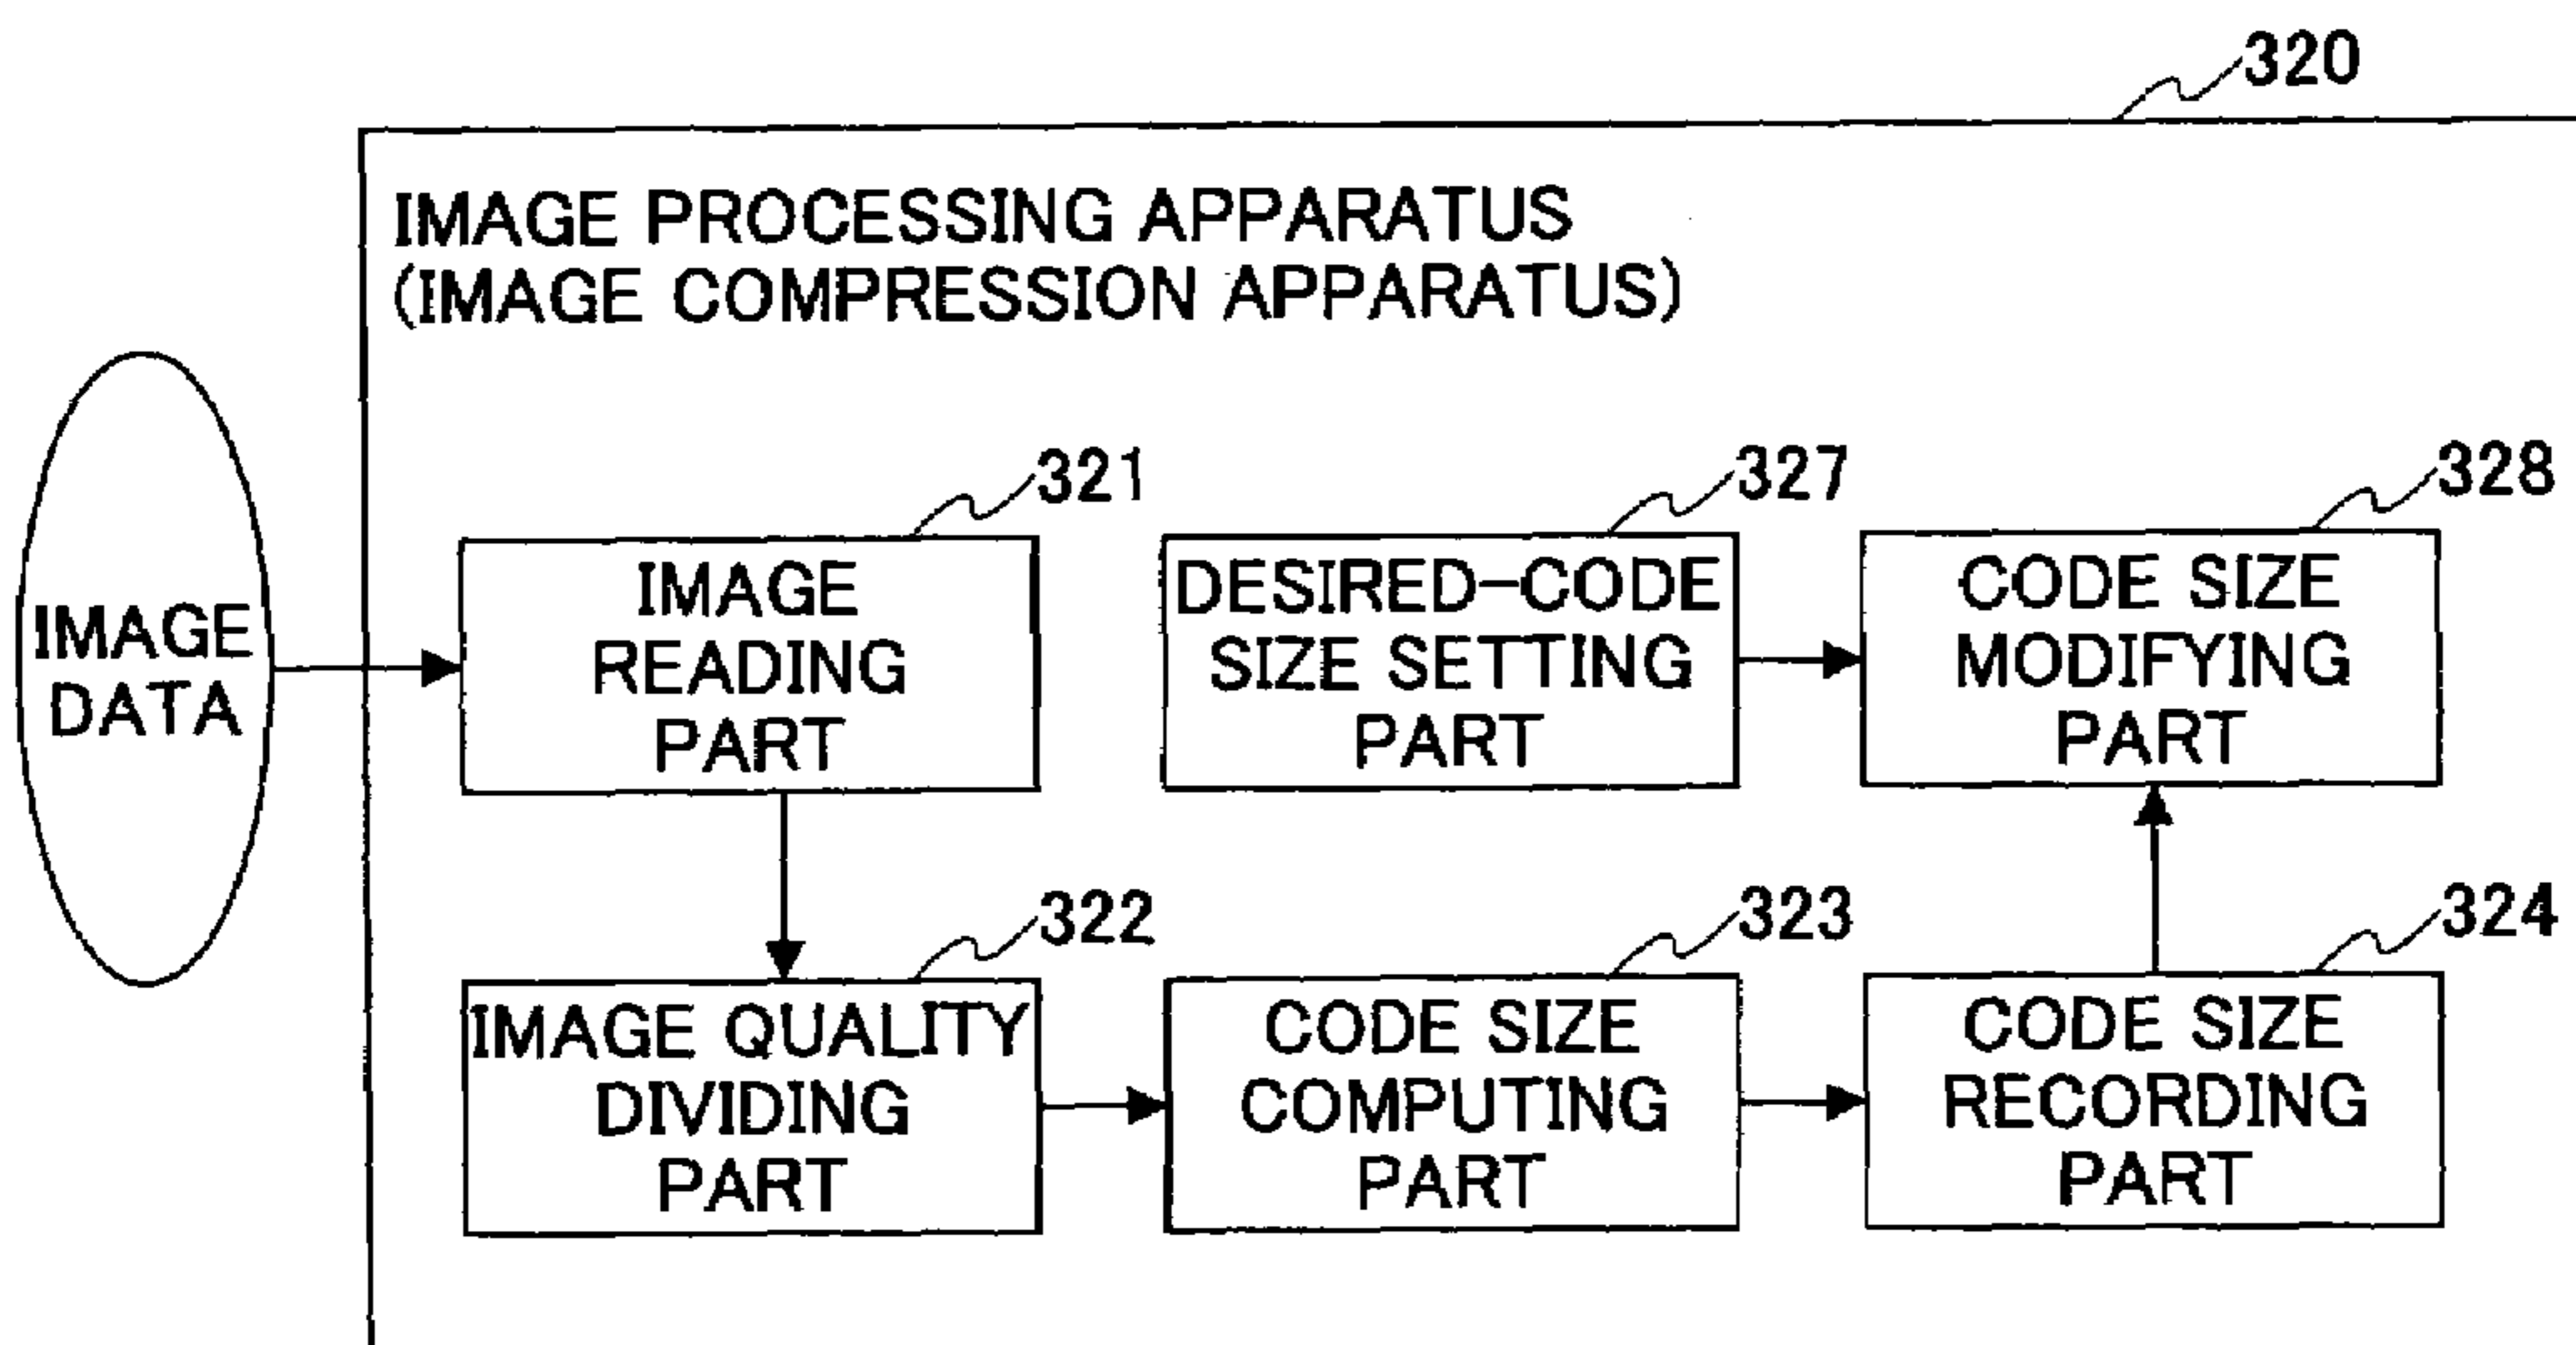 320
IMAGE PROCESSING APPARATUS
(IMAGE COMPRESSION APPARATUS)
IMAGE
DATA
321
IMAGE
READING
PART
327
DESIRED-CODE
SIZE SETTING
PART
328
CODE SIZE
MODIFYING
PART
322
IMAGE QUALITY
DIVIDING
PART
323
CODE SIZE
COMPUTING
PART
324
CODE SIZE
RECORDING
PART